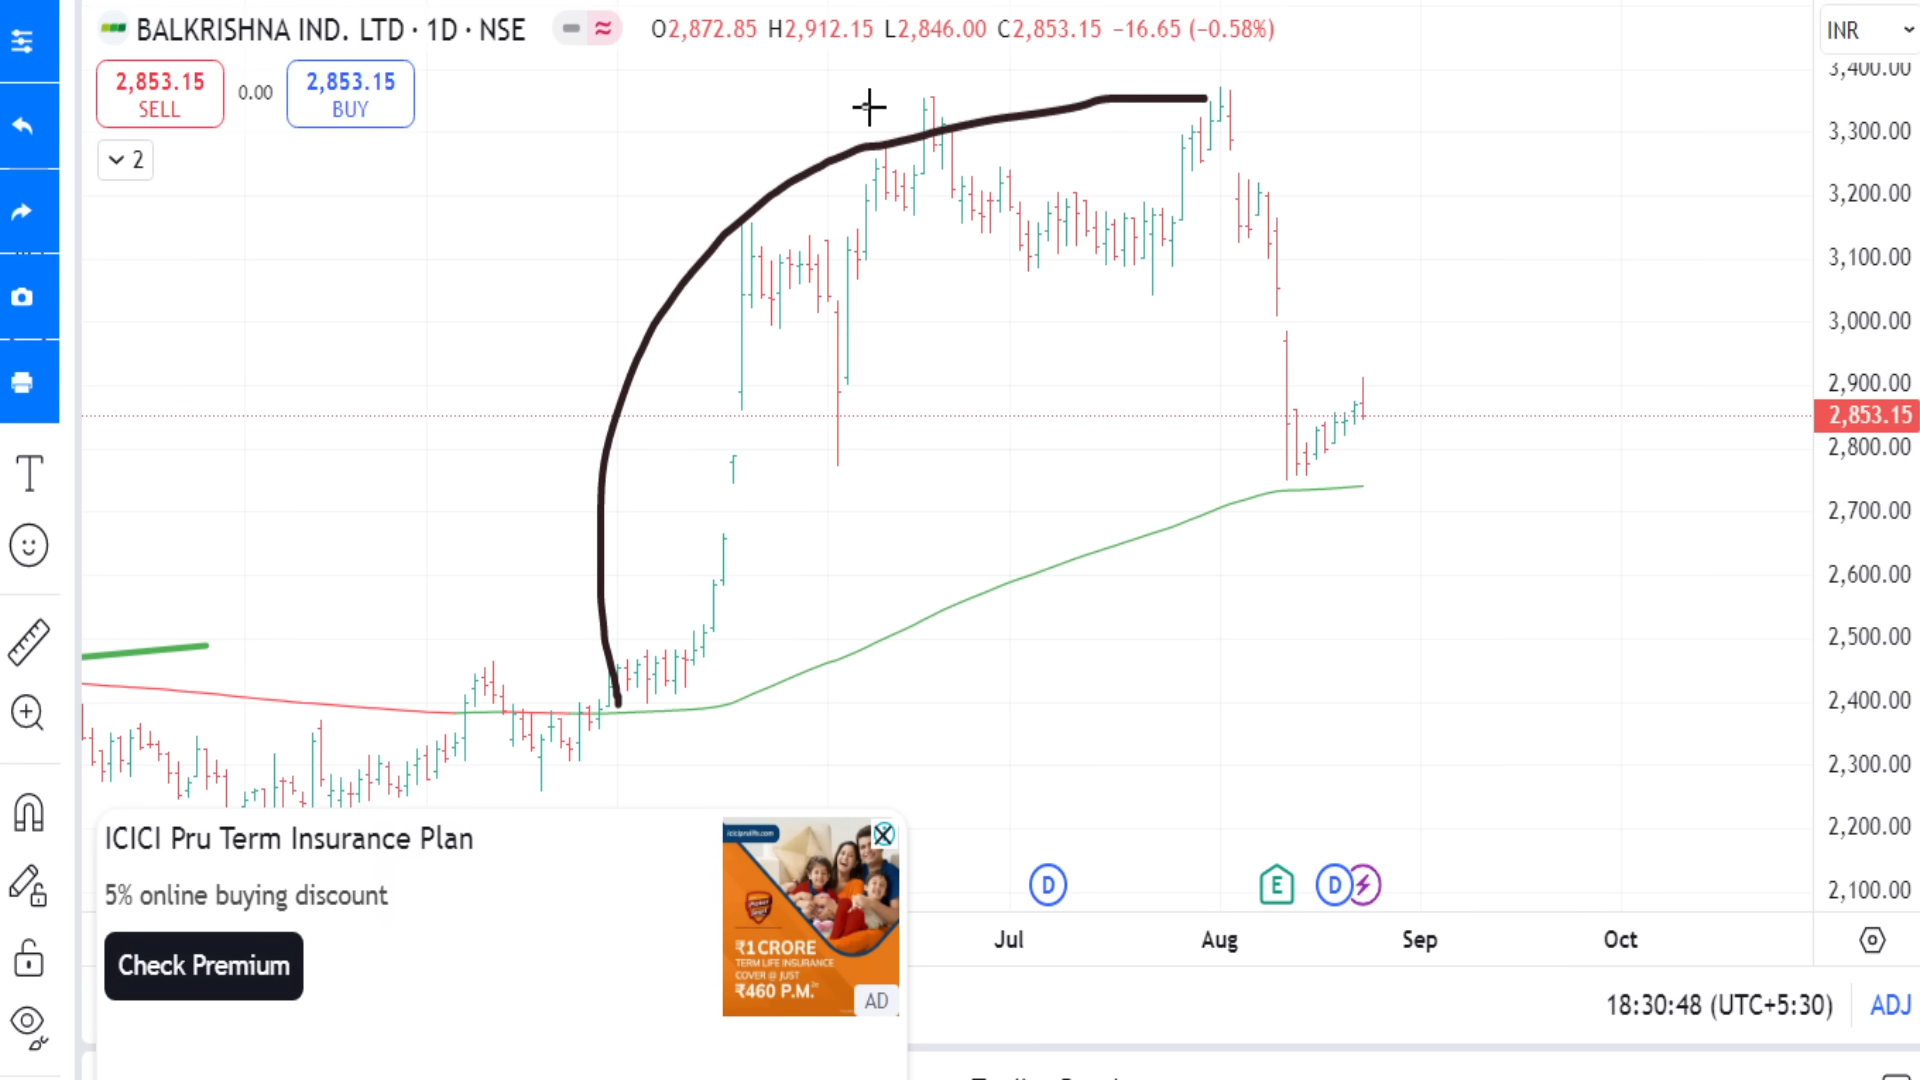 BALKRISHNA IND. LTD · 1D · NSE
O2,872.85 H2,912.15 L2,846.00 C2,853.15 −16.65 (−0.58%)
INR
2,853.15
SELL
0.00
2,853.15
BUY
2
3,400.00
3,300.00
3,200.00
3,100.00
3,000.00
2,900.00
2,853.15
2,800.00
2,700.00
2,600.00
2,500.00
2,400.00
2,300.00
2,200.00
2,100.00
T
ICICI Pru Term Insurance Plan
5% online buying discount
Check Premium
iciciprulife.com
₹1 CRORE
TERM LIFE INSURANCE
COVER @ JUST
₹460 P.M.
AD
D
E
D
Jul
Aug
Sep
Oct
18:30:48 (UTC+5:30)
ADJ